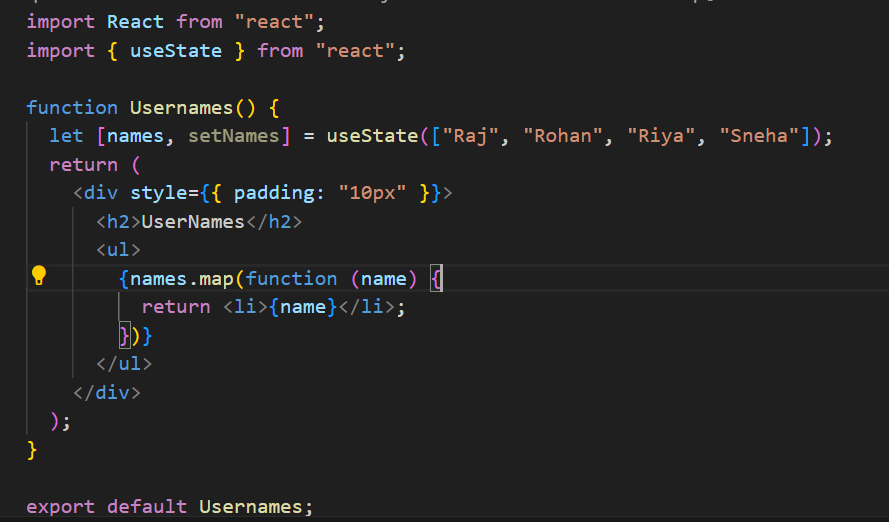 import React from "react";
import { useState } from "react";

function Usernames() {
  let [names, setNames] = useState(["Raj", "Rohan", "Riya", "Sneha"]);
  return (
    <div style={{ padding: "10px" }}>
      <h2>UserNames</h2>
      <ul>
        {names.map(function (name) {
          return <li>{name}</li>;
        })}
      </ul>
    </div>
  );
}

export default Usernames;